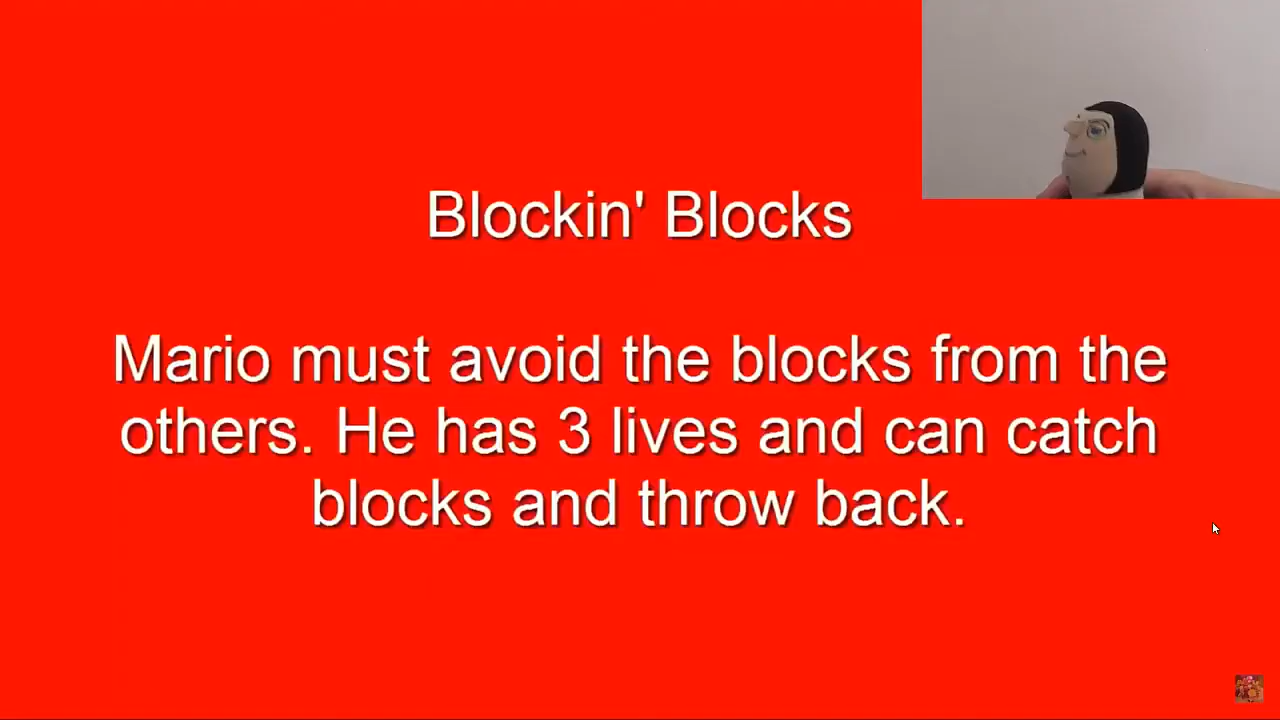 Blockin' Blocks
Mario must avoid the blocks from the
others. He has 3 lives and can catch
blocks and throw back.